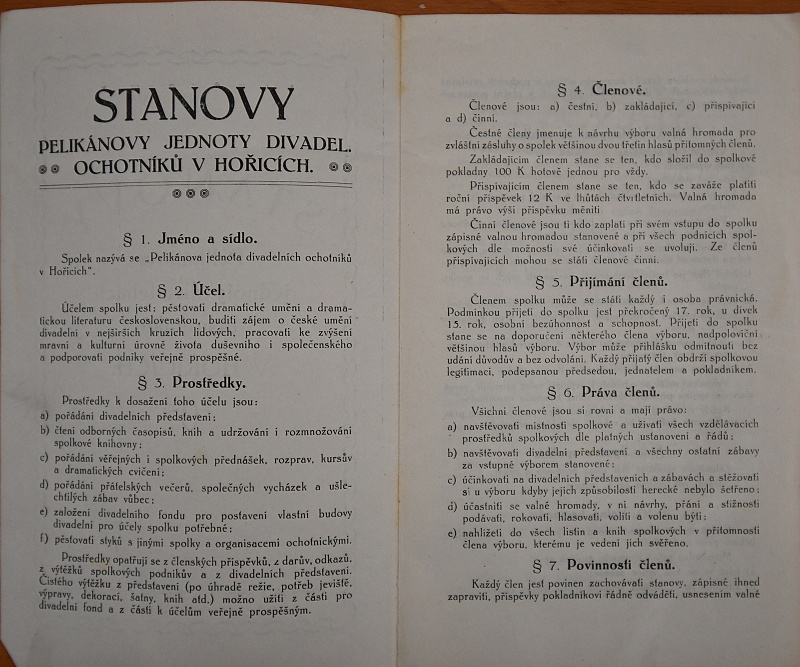 STANOVY
PELIKÁNOVY JEDNOTY DIVADEL.
OCHOTNÍKŮ V HOŘICÍCH.
§ 1. Jméno a sídlo.
Spolek nazývá se „Pelikánova jednota divadelních ochotníků
v Hořicích".
§ 2. Účel.
Účelem spolku jest: pěstovati dramatické umění a drama-
tickou literaturu československou, buditi zájem o české umění
divadelní v nejširších kruzích lidových, pracovati ke zvýšení
mravní a kulturní úrovně života duševního i společenského
a podporovati podniky veřejně prospěšné.
§ 3. Prostředky.
Prostředky k dosažení toho účelu jsou:
a) pořádání divadelních představení;
b) čtení odborných časopisů, knih a udržování i rozmnožování
spolkové knihovny;
c) pořádání věřejných i spolkových přednášek, rozprav, kursův
a dramatických cvičení;
d) pořádání přátelských večerů, společných vycházek a ušle-
chtilých zábav vůbec;
e) založení divadelního fondu pro postavení vlastní budovy
divadelní pro účely spolku potřebné;
f) pěstovati styků s jinými spolky a organisacemi ochotnickými.
Prostředky opatřují se z členských příspěvků, z darův, odkazů,
z výtěžků spolkových podniků a z divadelních představení.
Čistého výtěžku z představení (po úhradě režie, potřeb jeviště,
výpravy, dekorací, šatny, knih atd.) možno užíti z části pro
divadelní fond a z části k účelům veřejně prospěšným.
§ 4. Členové.
Členové jsou: a) čestní, b) zakládající, c) přispívající
a d) činní.
Čestné členy jmenuje k návrhu výboru valná hromada pro
zvláštní zásluhy o spolek většinou dvou třetin hlasů přítomných členů.
Zakládajícím členem stane se ten, kdo složil do spolkové
pokladny 100 K hotově jednou pro vždy.
Přispívajícím členem stane se ten, kdo se zaváže platiti
roční příspěvek 12 K ve lhůtách čtvrtletních. Valná hromada
má právo výši příspěvku měniti
Činní členové jsou ti kdo zaplatí při svém vstupu do spolku
zápisné valnou hromadou stanovené a při všech podnicích spol-
kových dle možnosti své účinkovati se uvolují. Ze členů
přispívajících mohou se státi členové činní.
§ 5. Přijímání členů.
Členem spolku může se státi každý i osoba právnická.
Podmínkou přijetí do spolku jest překročený 17. rok, u dívek
15. rok, osobní bezúhonnost a schopnost. Přijetí do spolku
stane se na doporučení některého člena výboru, nadpoloviční
většinou hlasů výboru. Výbor může přihlášku odmítnouti bez
udání důvodův a bez odvolání. Každý přijatý člen obdrží spolkovou
legitimaci, podepsanou předsedou, jednatelem a pokladníkem.
§ 6. Práva členů.
Všichni členové jsou si rovni a mají právo:
a) navštěvovati místnosti spolkové a užívati všech vzdělávacích
prostředků spolkových dle platných ustanovení a řádů;
b) navštěvovati divadelní představení a všechny ostatní zábavy
za vstupné výborem stanovené;
c) účinkovati na divadelních představeních a zábavách a stěžovati
si u výboru kdyby jejich způsobilosti herecké nebylo šetřeno;
d) účastniti se valné hromady, v ní návrhy, přání a stížnosti
podávati, rokovati, hlasovati, voliti a volenu býti;
e) nahlížeti do všech listin a knih spolkových v přítomnosti
člena výboru, kterému je vedení jich svěřeno.
§ 7. Povinnosti členů.
Každý člen jest povinen zachovávati stanovy, zápisné ihned
zapraviti, příspěvky pokladníkovi řádně odváděti, usnesením valné